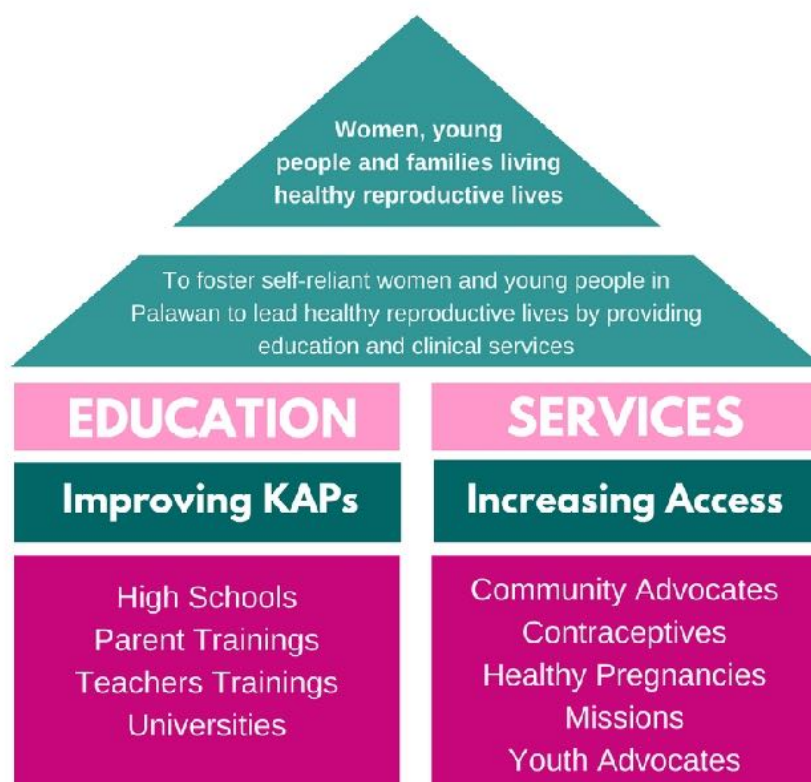 Women, young
people and families living
healthy reproductive lives
To foster self-reliant women and young people in
Palawan to lead healthy reproductive lives by providing
education and clinical services
EDUCATION
Improving KAPs
High Schools
Parent Trainings
Teachers Trainings
Universities
SERVICES
Increasing Access
Community Advocates
Contraceptives
Healthy Pregnancies
Missions
Youth Advocates